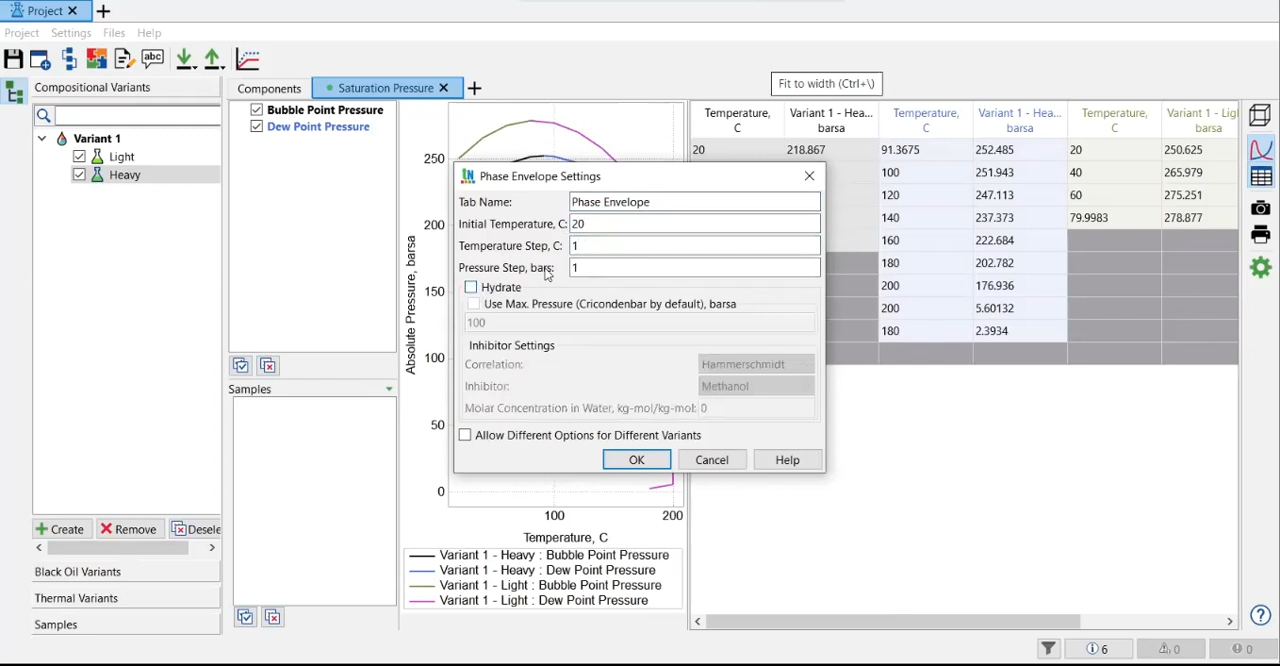 Project
Project Settings Files Help
abc
Compositional Variants
Variant 1
Light
Heavy
Create Remove Desele
Black Oil Variants
Thermal Variants
Samples
Components Saturation Pressure
Bubble Point Pressure
Dew Point Pressure
Samples
Fit to width (Ctrl+\)
Absolute Pressure, barsa
250
200
150
100
50
0
100 200
Temperature, C
Variant 1 - Heavy : Bubble Point Pressure
Variant 1 - Heavy : Dew Point Pressure
Variant 1 - Light : Bubble Point Pressure
Variant 1 - Light : Dew Point Pressure
Temperature, C Variant 1 - Hea... barsa Temperature, C Variant 1 - Hea... barsa Temperature, C Variant 1 - Ligh barsa
20 218.867 91.3675 252.485 20 250.625
100 251.943 40 265.979
120 247.113 60 275.251
140 237.373 79.9983 278.877
160 222.684
180 202.782
200 176.936
200 5.60132
180 2.3934
Phase Envelope Settings
Tab Name: Phase Envelope
Initial Temperature, C: 20
Temperature Step, C: 1
Pressure Step, bars: 1
Hydrate
Use Max. Pressure (Cricondenbar by default), barsa
100
Inhibitor Settings
Correlation: Hammerschmidt
Inhibitor: Methanol
Molar Concentration in Water, kg-mol/kg-mol: 0
Allow Different Options for Different Variants
OK Cancel Help
6 0 0